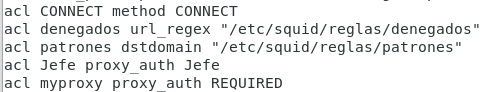 acl CONNECT method CONNECT
acl denegados url_regex "/etc/squid/reglas/denegados"
acl patrones dstdomain "/etc/squid/reglas/patrones"
acl Jefe proxy_auth Jefe
acl myproxy proxy_auth REQUIRED